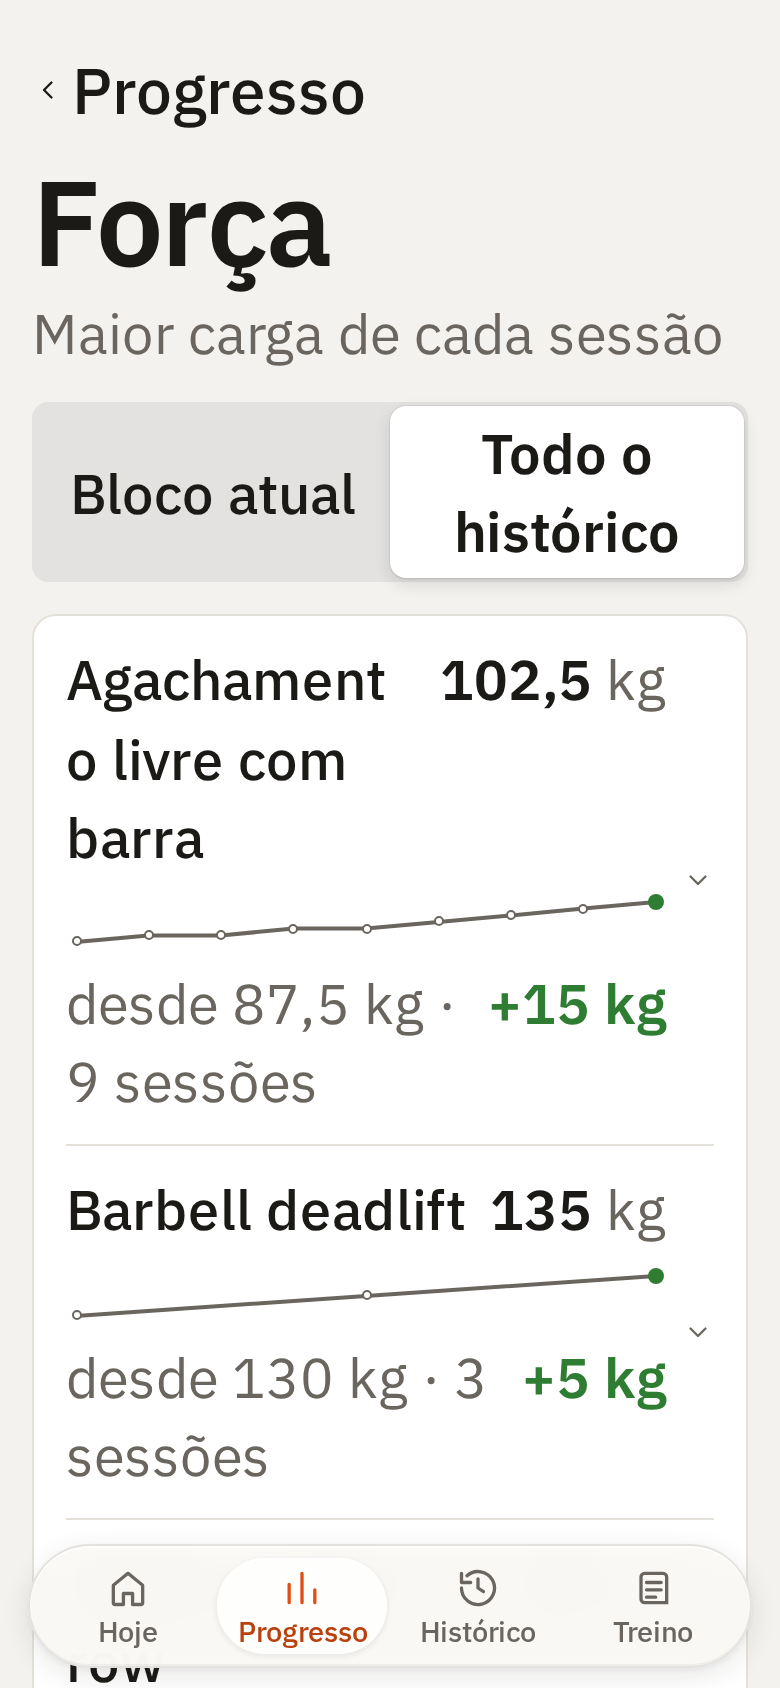 Progresso
Força
Maior carga de cada sessão
Bloco atual
Todo o
histórico
Agachament
o livre com
barra
102,5 kg
desde 87,5 kg ·
9 sessões
+15 kg
Barbell deadlift 135 kg
desde 130 kg · 3
sessões
+5 kg
row
Hoje
Progresso
Histórico
Treino